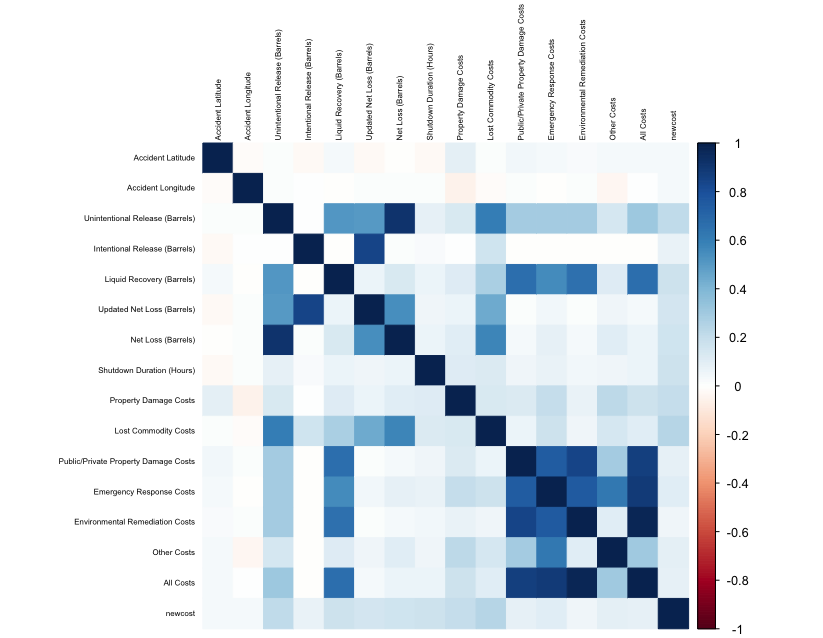 Accident Latitude
Accident Longitude
Unintentional Release (Barrels)
Intentional Release (Barrels)
Liquid Recovery (Barrels)
Updated Net Loss (Barrels)
Net Loss (Barrels)
Shutdown Duration (Hours)
Property Damage Costs
Lost Commodity Costs
Public/Private Property Damage Costs
Emergency Response Costs
Environmental Remediation Costs
Other Costs
All Costs
newcost
Accident Latitude
Accident Longitude
Unintentional Release (Barrels)
Intentional Release (Barrels)
Liquid Recovery (Barrels)
Updated Net Loss (Barrels)
Net Loss (Barrels)
Shutdown Duration (Hours)
Property Damage Costs
Lost Commodity Costs
Public/Private Property Damage Costs
Emergency Response Costs
Environmental Remediation Costs
Other Costs
All Costs
newcost
1
0.8
0.6
0.4
0.2
0
-0.2
-0.4
-0.6
-0.8
-1